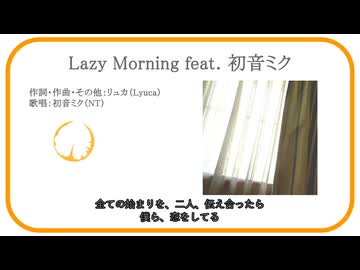 Lazy Morning feat. 初音ミク
作詞・作曲・その他：リュカ（Lyuca）
歌唱：初音ミク（NT）
全ての始まりを、二人、伝え合ったら
僕ら、恋をしてる